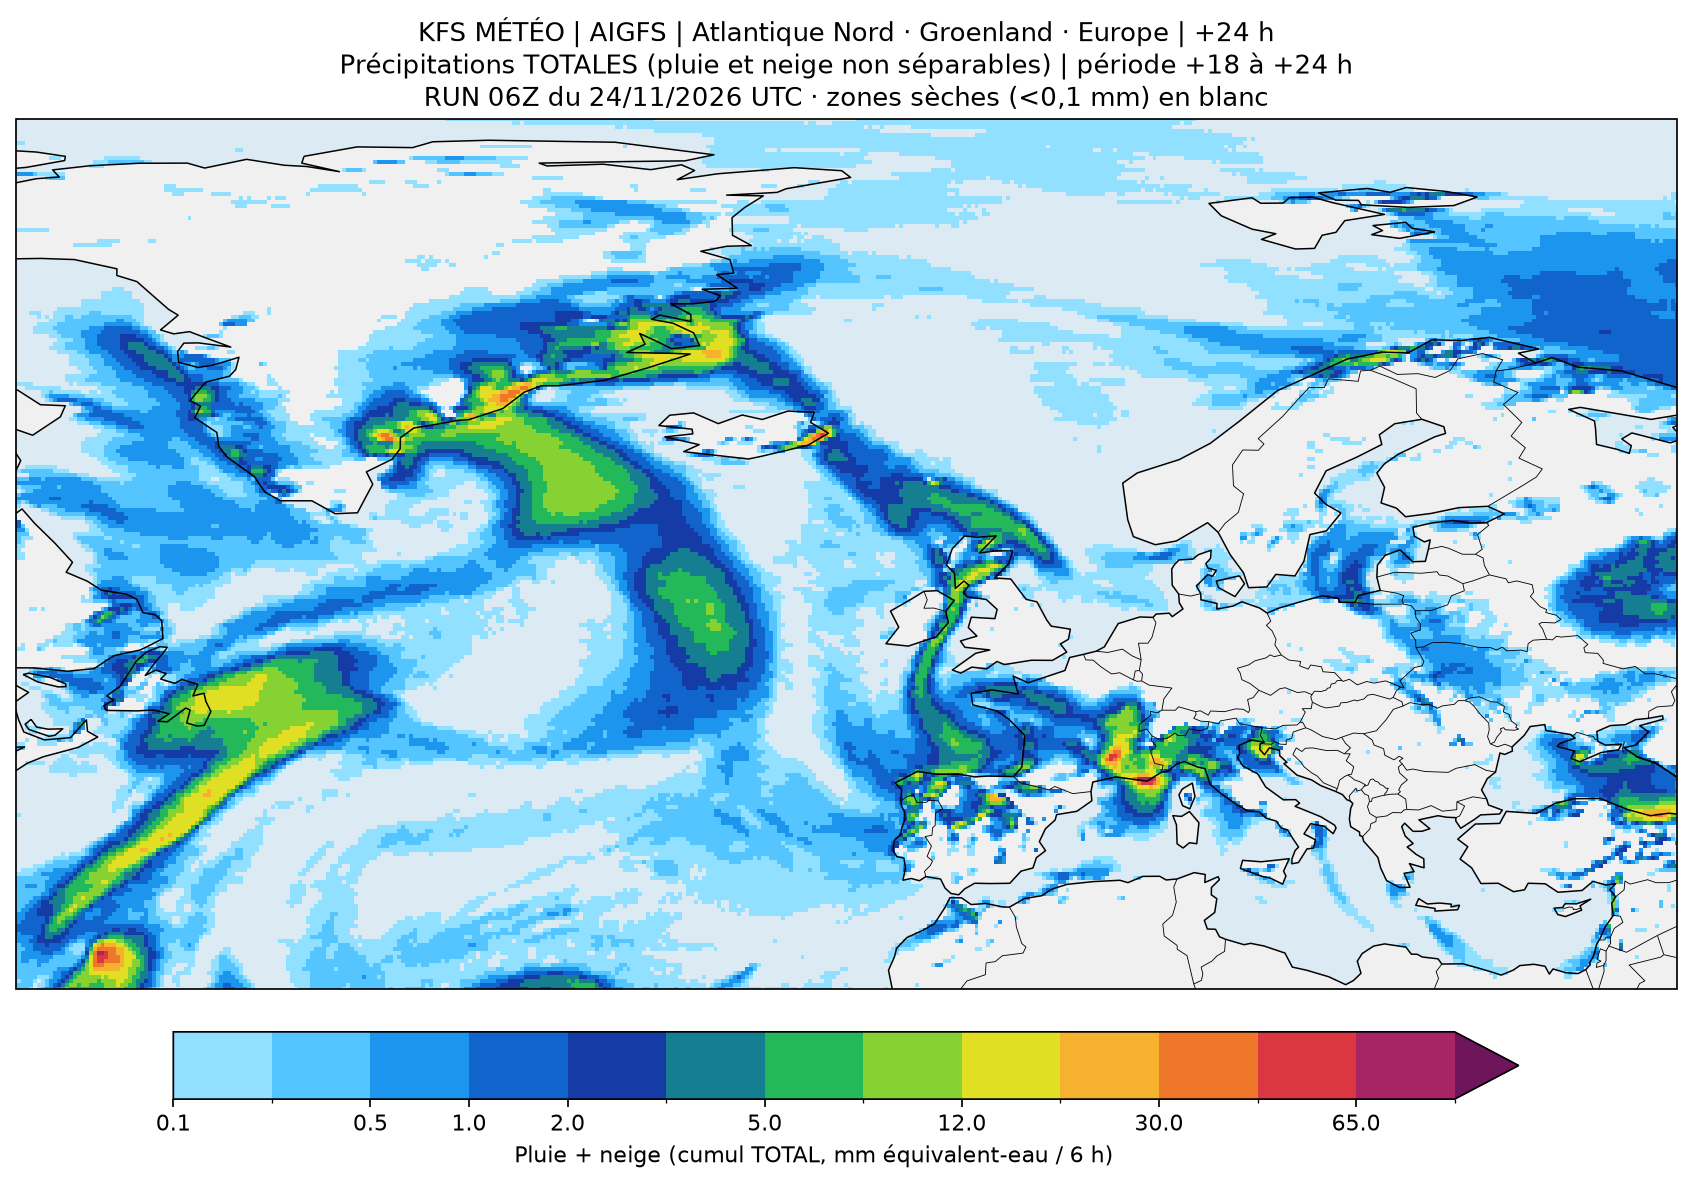 KFS MÉTÉO | AIGFS | Atlantique Nord · Groenland · Europe | +24 h
Précipitations TOTALES (pluie et neige non séparables) | période +18 à +24 h
RUN 06Z du 24/11/2026 UTC · zones sèches (<0,1 mm) en blanc
0.1 0.5 1.0 2.0 5.0 12.0 30.0 65.0
Pluie + neige (cumul TOTAL, mm équivalent-eau / 6 h)